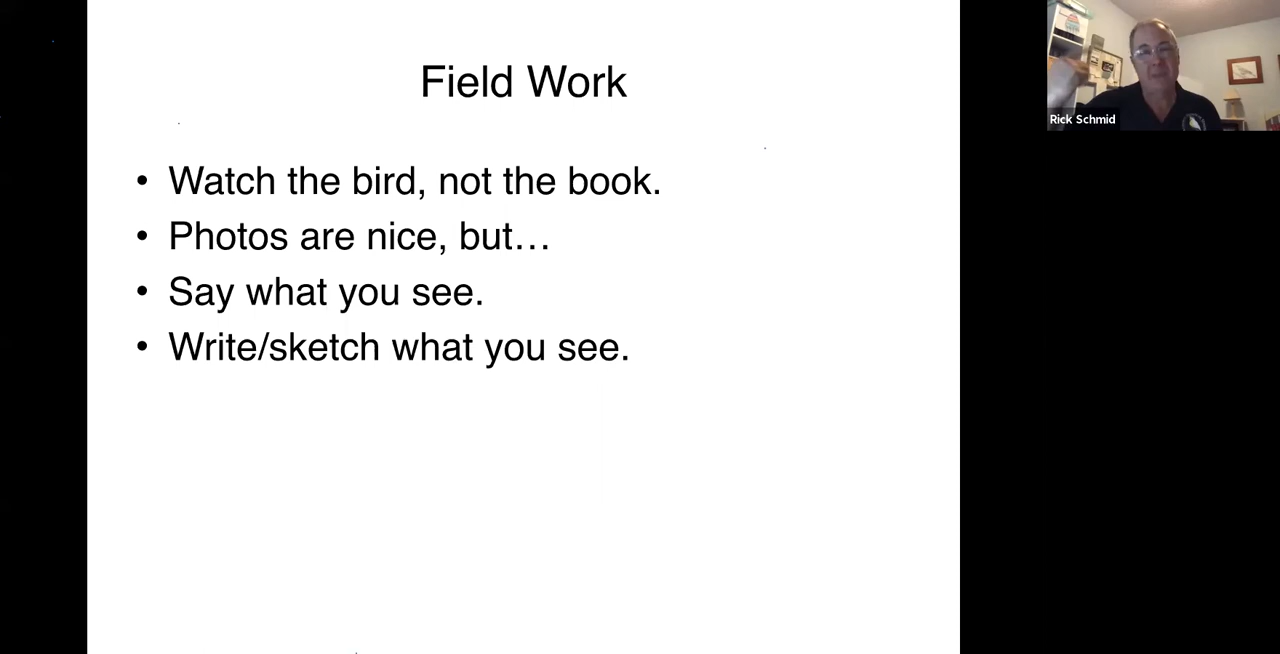 Field Work
• Watch the bird, not the book.
• Photos are nice, but…
• Say what you see.
• Write/sketch what you see.
Rick Schmid